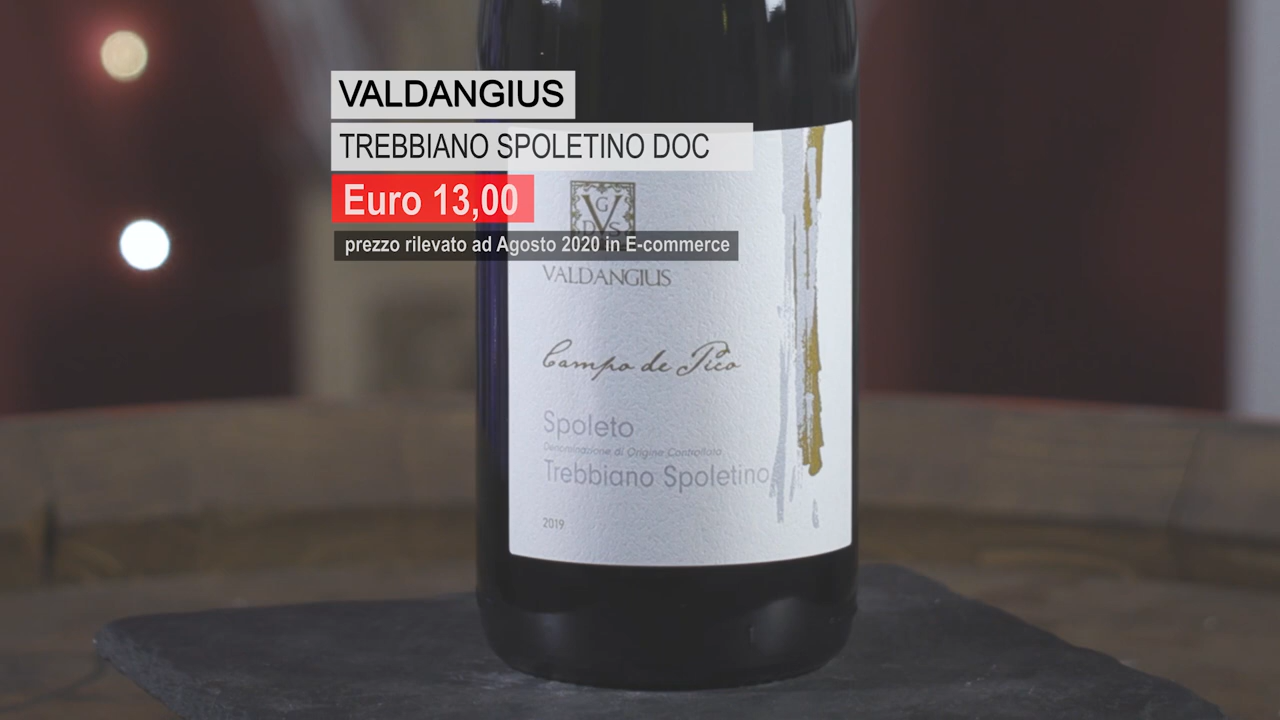 VALDANGIUS
TREBBIANO SPOLETINO DOC
Euro 13,00
G
V
D S
prezzo rilevato ad Agosto 2020 in E-commerce
VALDANGIUS
Campo de Pico
Spoleto
Denominazione di Origine Controllata
Trebbiano Spoletino
2019